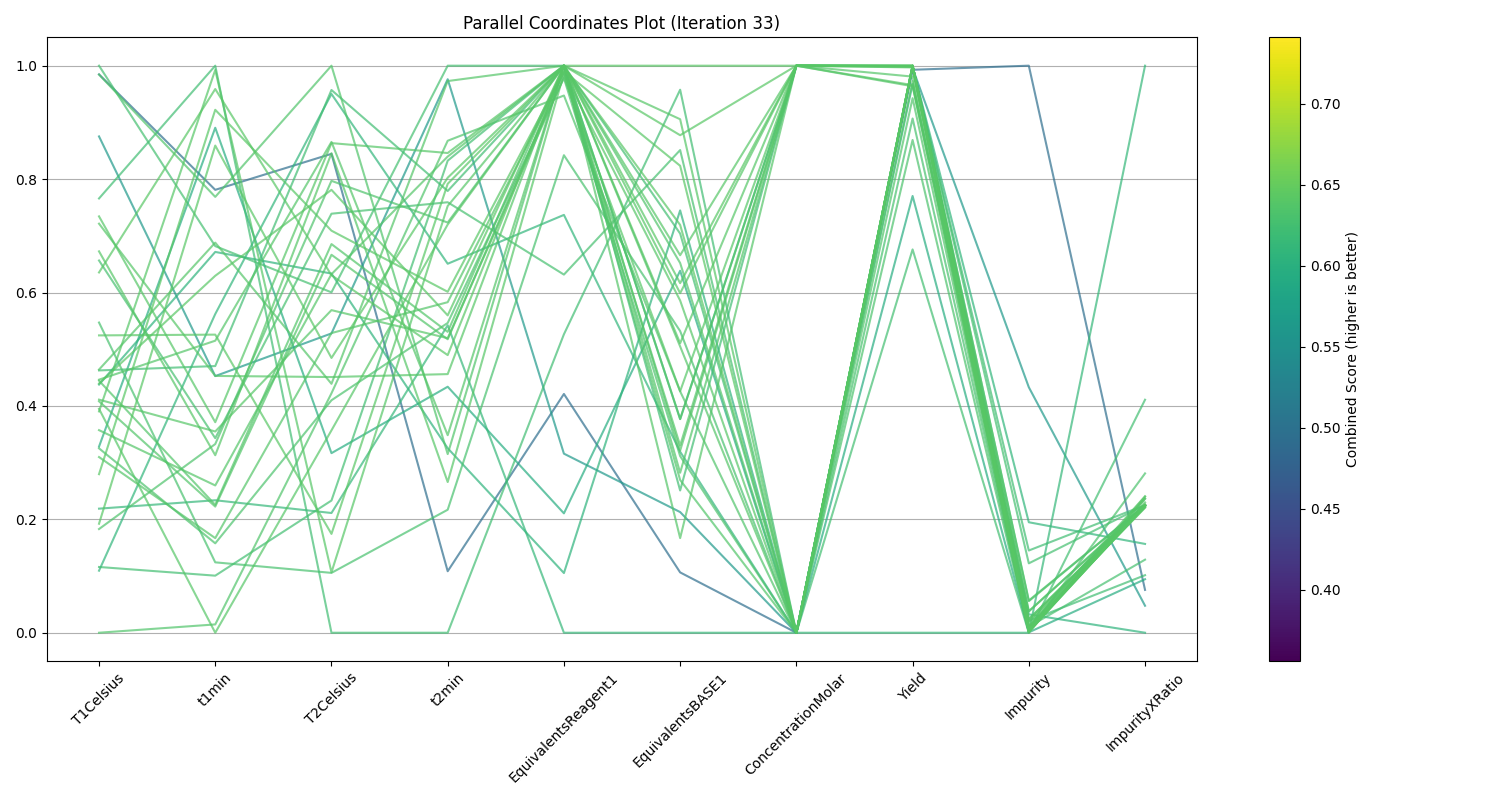 Parallel Coordinates Plot (Iteration 33)
1.0
0.8
0.6
0.4
0.2
0.0
T1Celsius
t1min
T2Celsius
t2min
EquivalentsReagent1
EquivalentsBASE1
ConcentrationMolar
Yield
Impurity
ImpurityXRatio
0.70
0.65
0.60
0.55
0.50
0.45
0.40
Combined Score (higher is better)